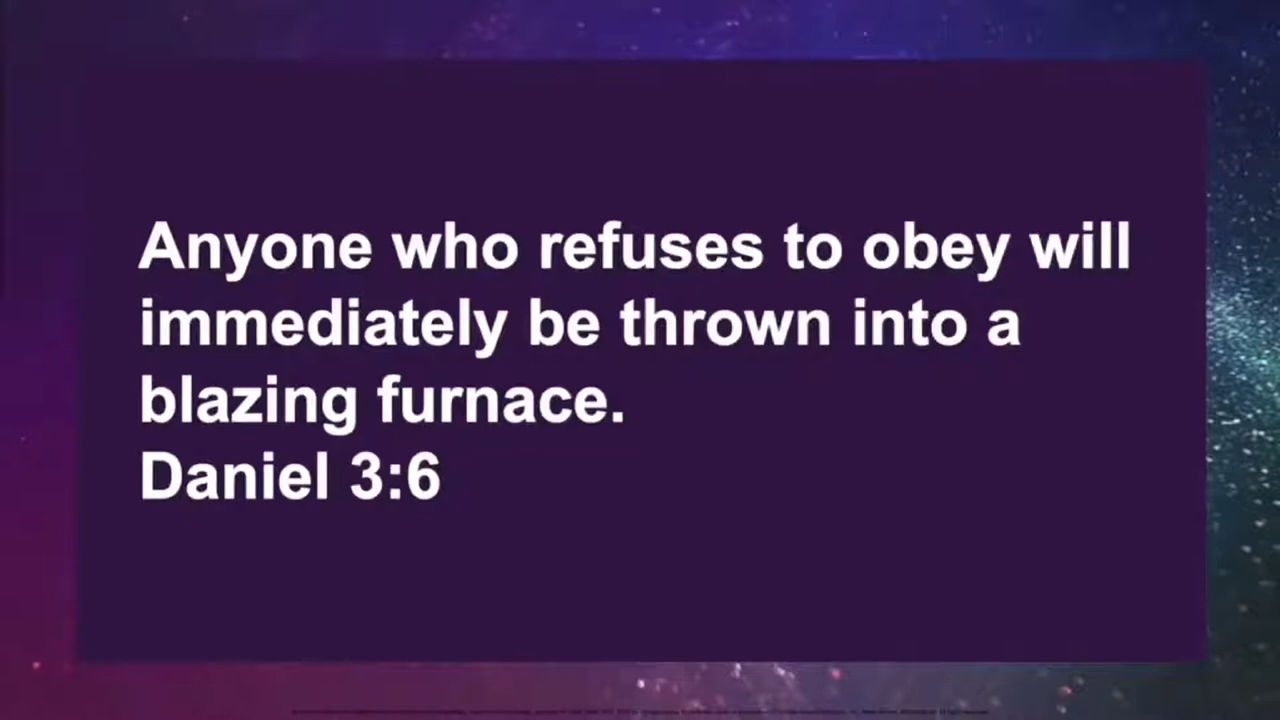 Anyone who refuses to obey will
immediately be thrown into a
blazing furnace.
Daniel 3:6